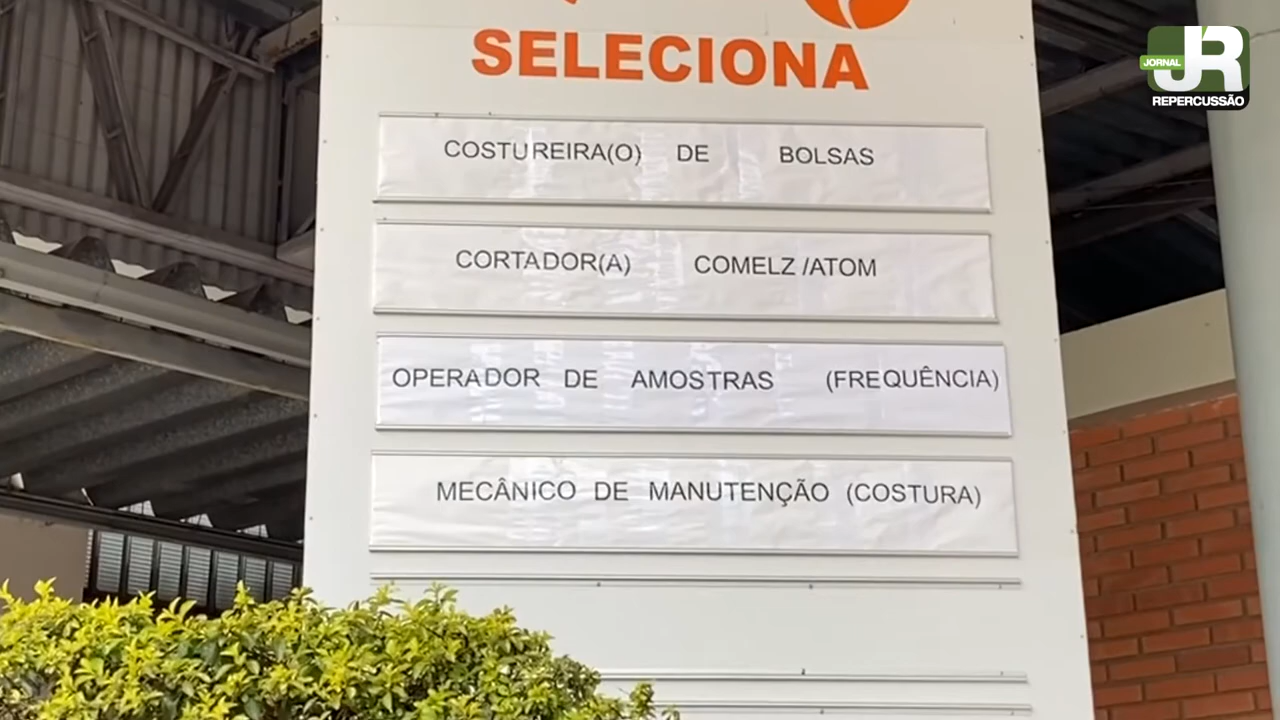 SELECIONA
COSTUREIRA(O) DE BOLSAS
CORTADOR(A) COMELZ /ATOM
OPERADOR DE AMOSTRAS (FREQUÊNCIA)
MECÂNICO DE MANUTENÇÃO (COSTURA)
JORNAL JR
REPERCUSSÃO